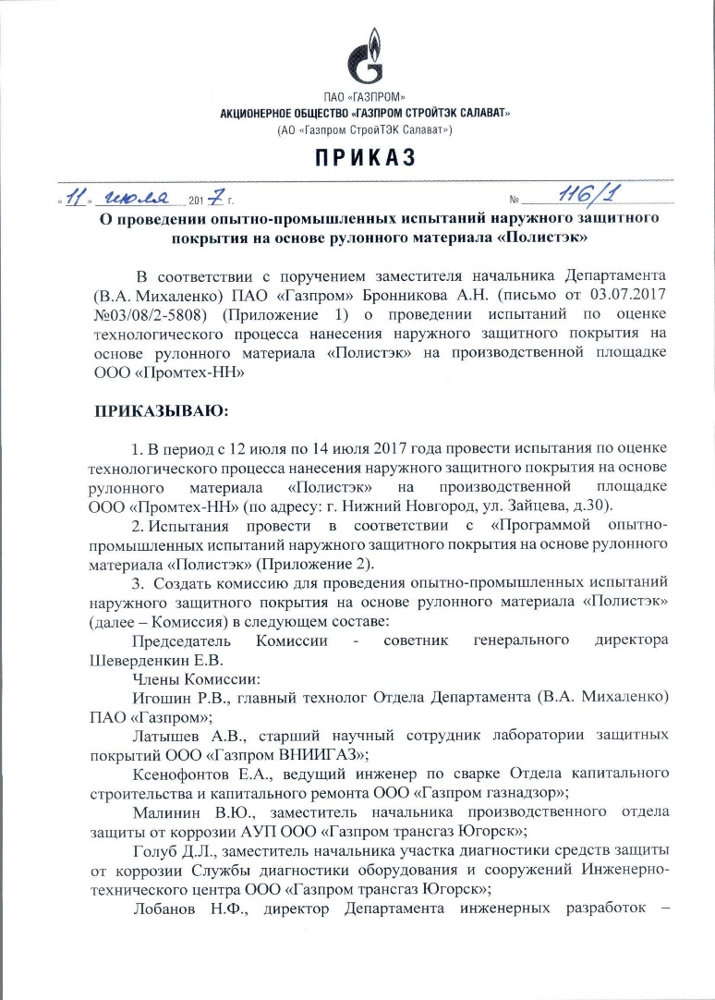 ПАО «ГАЗПРОМ»
АКЦИОНЕРНОЕ ОБЩЕСТВО «ГАЗПРОМ СТРОЙТЭК САЛАВАТ»
(АО «Газпром СтройТЭК Салават»)
ПРИКАЗ
« 11 » июля 2017 г. № 116/1
О проведении опытно-промышленных испытаний наружного защитного
покрытия на основе рулонного материала «Полистэк»
В соответствии с поручением заместителя начальника Департамента
(В.А. Михаленко) ПАО «Газпром» Бронникова А.Н. (письмо от 03.07.2017
№03/08/2-5808) (Приложение 1) о проведении испытаний по оценке
технологического процесса нанесения наружного защитного покрытия на
основе рулонного материала «Полистэк» на производственной площадке
ООО «Промтех-НН»
ПРИКАЗЫВАЮ:
1. В период с 12 июля по 14 июля 2017 года провести испытания по оценке
технологического процесса нанесения наружного защитного покрытия на основе
рулонного материала «Полистэк» на производственной площадке
ООО «Промтех-НН» (по адресу: г. Нижний Новгород, ул. Зайцева, д.30).
2. Испытания провести в соответствии с «Программой опытно-
промышленных испытаний наружного защитного покрытия на основе рулонного
материала «Полистэк» (Приложение 2).
3. Создать комиссию для проведения опытно-промышленных испытаний
наружного защитного покрытия на основе рулонного материала «Полистэк»
(далее – Комиссия) в следующем составе:
Председатель Комиссии - советник генерального директора
Шеверденкин Е.В.
Члены Комиссии:
Игошин Р.В., главный технолог Отдела Департамента (В.А. Михаленко)
ПАО «Газпром»;
Латышев А.В., старший научный сотрудник лаборатории защитных
покрытий ООО «Газпром ВНИИГАЗ»;
Ксенофонтов Е.А., ведущий инженер по сварке Отдела капитального
строительства и капитального ремонта ООО «Газпром газнадзор»;
Малинин В.Ю., заместитель начальника производственного отдела
защиты от коррозии АУП ООО «Газпром трансгаз Югорск»;
Голуб Д.Л., заместитель начальника участка диагностики средств защиты
от коррозии Службы диагностики оборудования и сооружений Инженерно-
технического центра ООО «Газпром трансгаз Югорск»;
Лобанов Н.Ф., директор Департамента инженерных разработок –